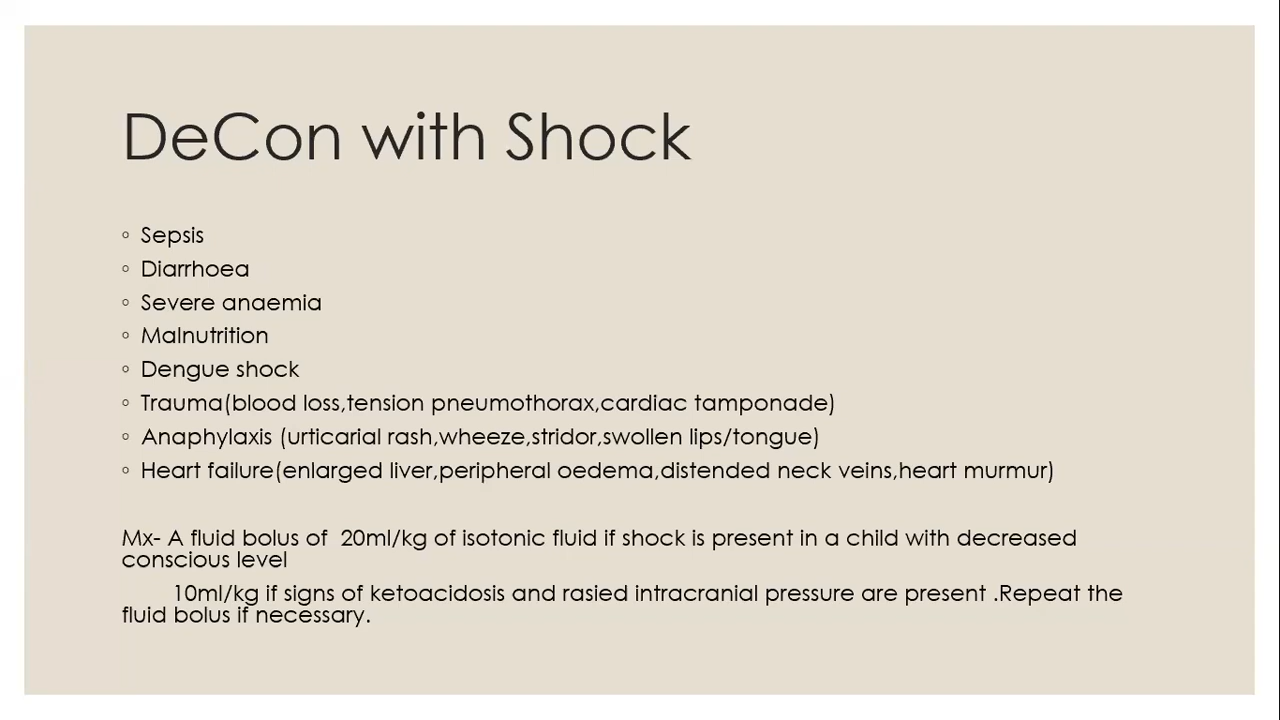 DeCon with Shock
◦ Sepsis
◦ Diarrhoea
◦ Severe anaemia
◦ Malnutrition
◦ Dengue shock
◦ Trauma(blood loss,tension pneumothorax,cardiac tamponade)
◦ Anaphylaxis (urticarial rash,wheeze,stridor,swollen lips/tongue)
◦ Heart failure(enlarged liver,peripheral oedema,distended neck veins,heart murmur)
Mx- A fluid bolus of  20ml/kg of isotonic fluid if shock is present in a child with decreased
conscious level
10ml/kg if signs of ketoacidosis and rasied intracranial pressure are present .Repeat the
fluid bolus if necessary.